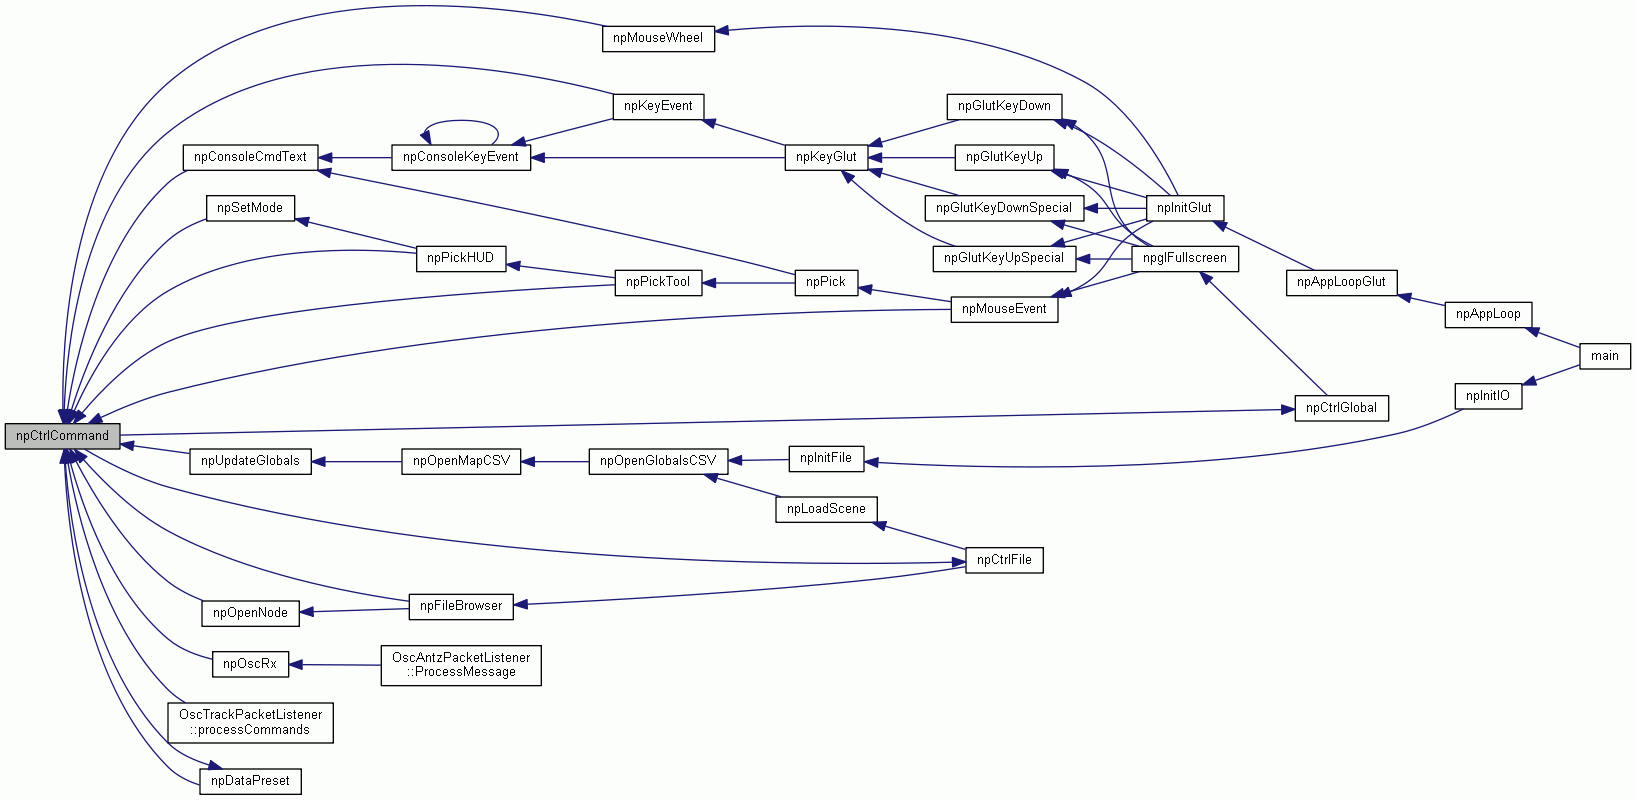 npMouseWheel
npKeyEvent
npGlutKeyDown
npConsoleCmdText
npConsoleKeyEvent
npKeyGlut
npGlutKeyUp
npSetMode
npGlutKeyDownSpecial
npInitGlut
npPickHUD
npGlutKeyUpSpecial
npglFullscreen
npPickTool
npPick
npAppLoopGlut
npMouseEvent
npAppLoop
main
npInitIO
npCtrlGlobal
npCtrlCommand
npUpdateGlobals
npOpenMapCSV
npOpenGlobalsCSV
npInitFile
npLoadScene
npCtrlFile
npOpenNode
npFileBrowser
npOscRx
OscAntzPacketListener
::ProcessMessage
OscTrackPacketListener
::processCommands
npDataPreset